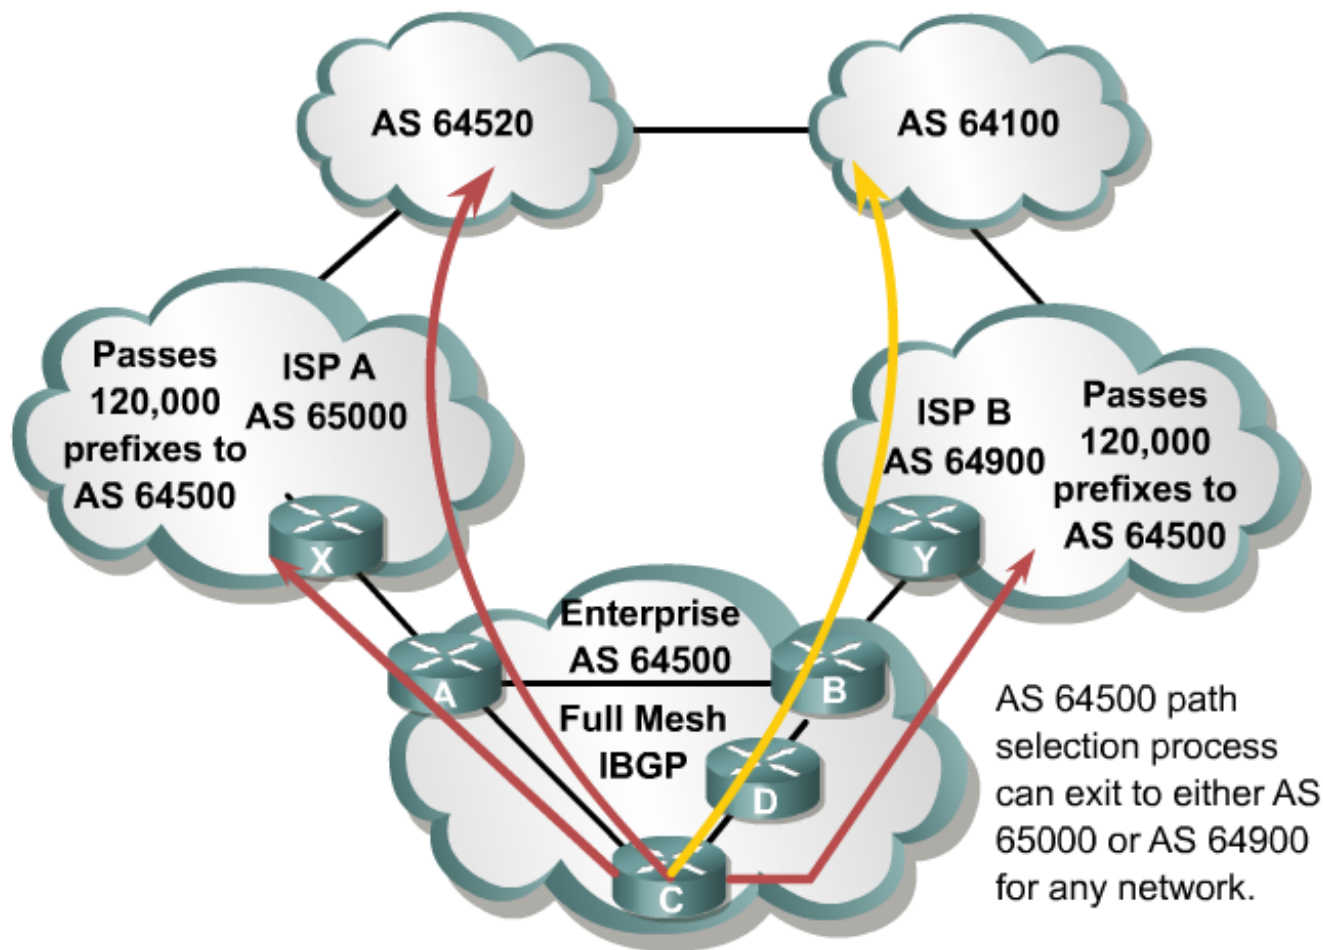 AS 64520
AS 64100
Passes
120,000
prefixes to
AS 64500
ISP A
AS 65000
ISP B
AS 64900
Passes
120,000
prefixes to
AS 64500
X
Y
Enterprise
AS 64500
A
B
Full Mesh
IBGP
D
C
AS 64500 path
selection process
can exit to either AS
65000 or AS 64900
for any network.